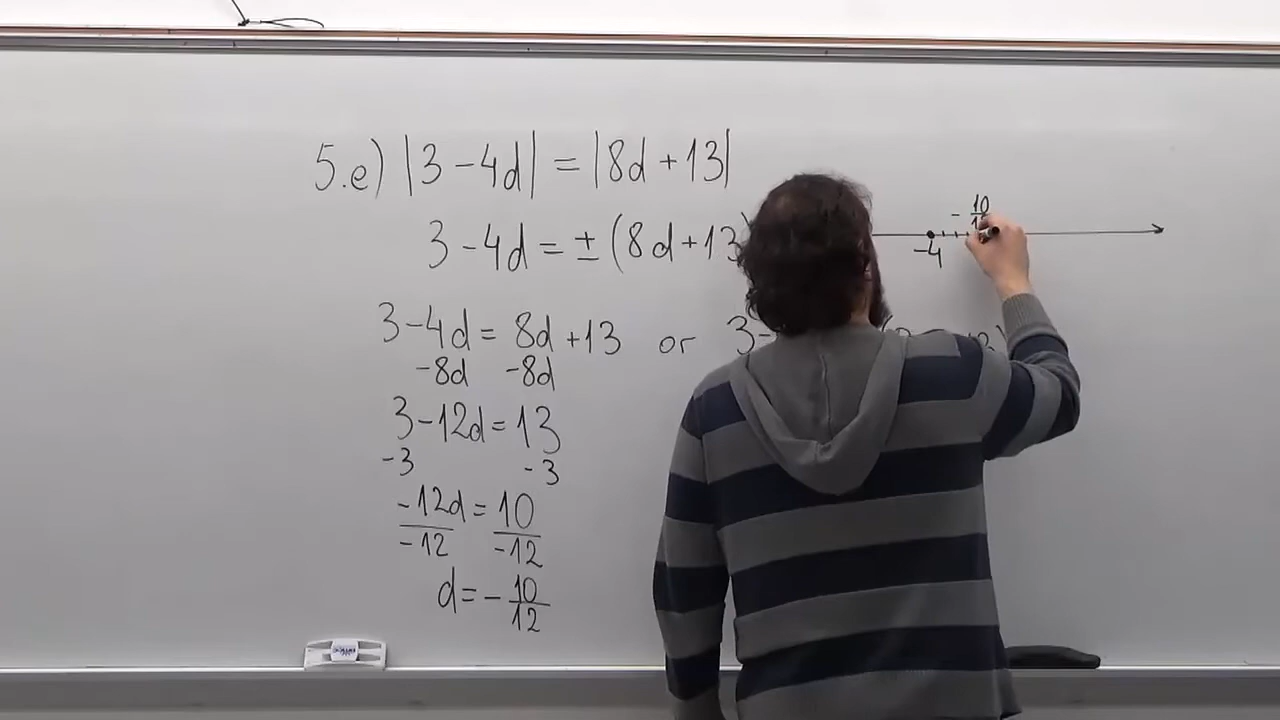 5.e) |3-4d| = |8d+13|
3-4d = ± (8d+13
3-4d = 8d+13 or 3-
-8d -8d
3-12d = 13
-3 -3
-12d = 10
-12 -12
d = - 10/12
- 10
-4